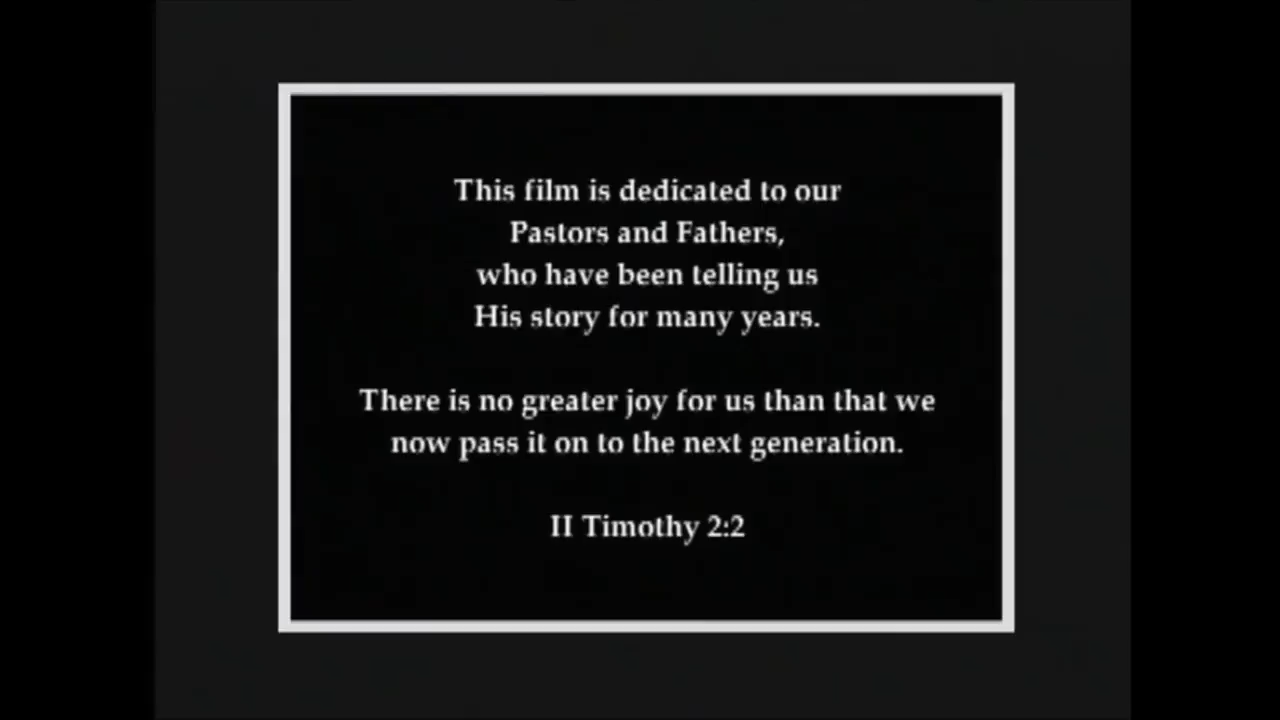 This film is dedicated to our
Pastors and Fathers,
who have been telling us
His story for many years.
There is no greater joy for us than that we
now pass it on to the next generation.
II Timothy 2:2